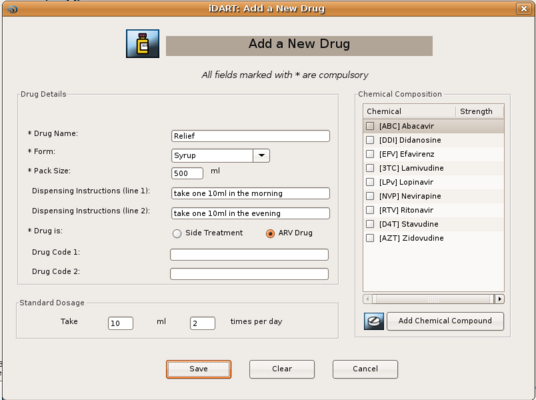 iDART: Add a New Drug
Add a New Drug
All fields marked with * are compulsory
Drug Details
* Drug Name: Relief
* Form: Syrup
* Pack Size: 500 ml
Dispensing Instructions (line 1): take one 10ml in the morning
Dispensing Instructions (line 2): take one 10ml in the evening
* Drug is: Side Treatment ARV Drug
Drug Code 1:
Drug Code 2:
Standard Dosage
Take 10 ml 2 times per day
Chemical Composition
Chemical Strength
[ABC] Abacavir
[DDI] Didanosine
[EFV] Efavirenz
[3TC] Lamivudine
[LPv] Lopinavir
[NVP] Nevirapine
[RTV] Ritonavir
[D4T] Stavudine
[AZT] Zidovudine
Add Chemical Compound
Save Clear Cancel